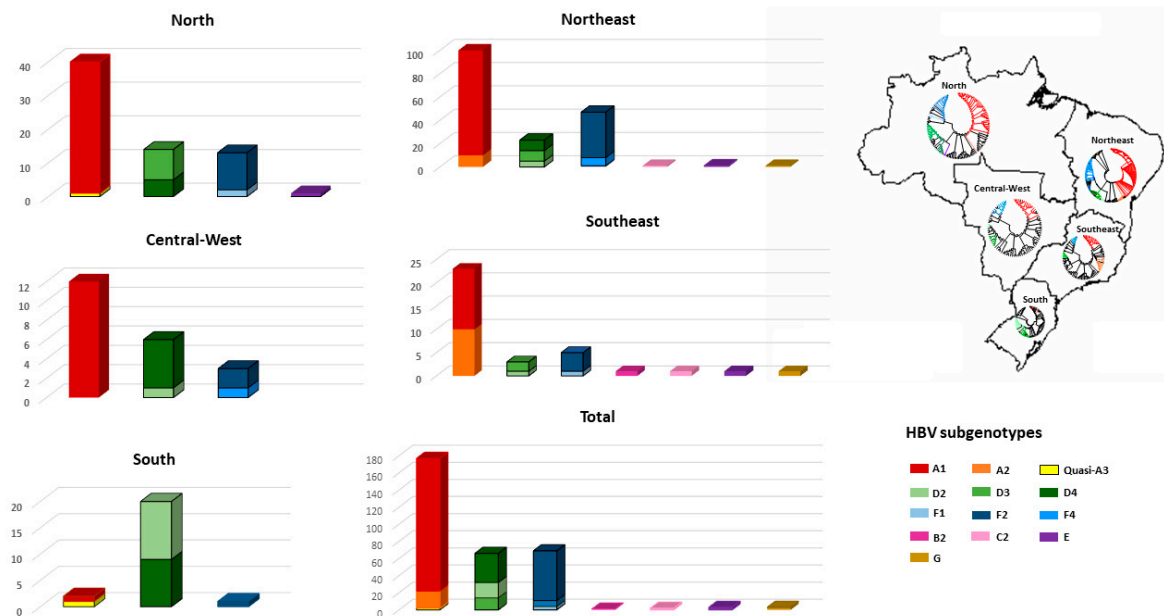 North
40
30
20
10
0
Northeast
100
80
60
40
20
0
Central-West
12
10
8
6
4
2
0
Southeast
25
20
15
10
5
0
South
20
15
10
5
0
Total
180
160
140
120
100
80
60
40
20
0
North
Northeast
Central-West
Southeast
South
HBV subgenotypes
A1 A2 Quasi-A3
D2 D3 D4
F1 F2 F4
B2 C2 E
G